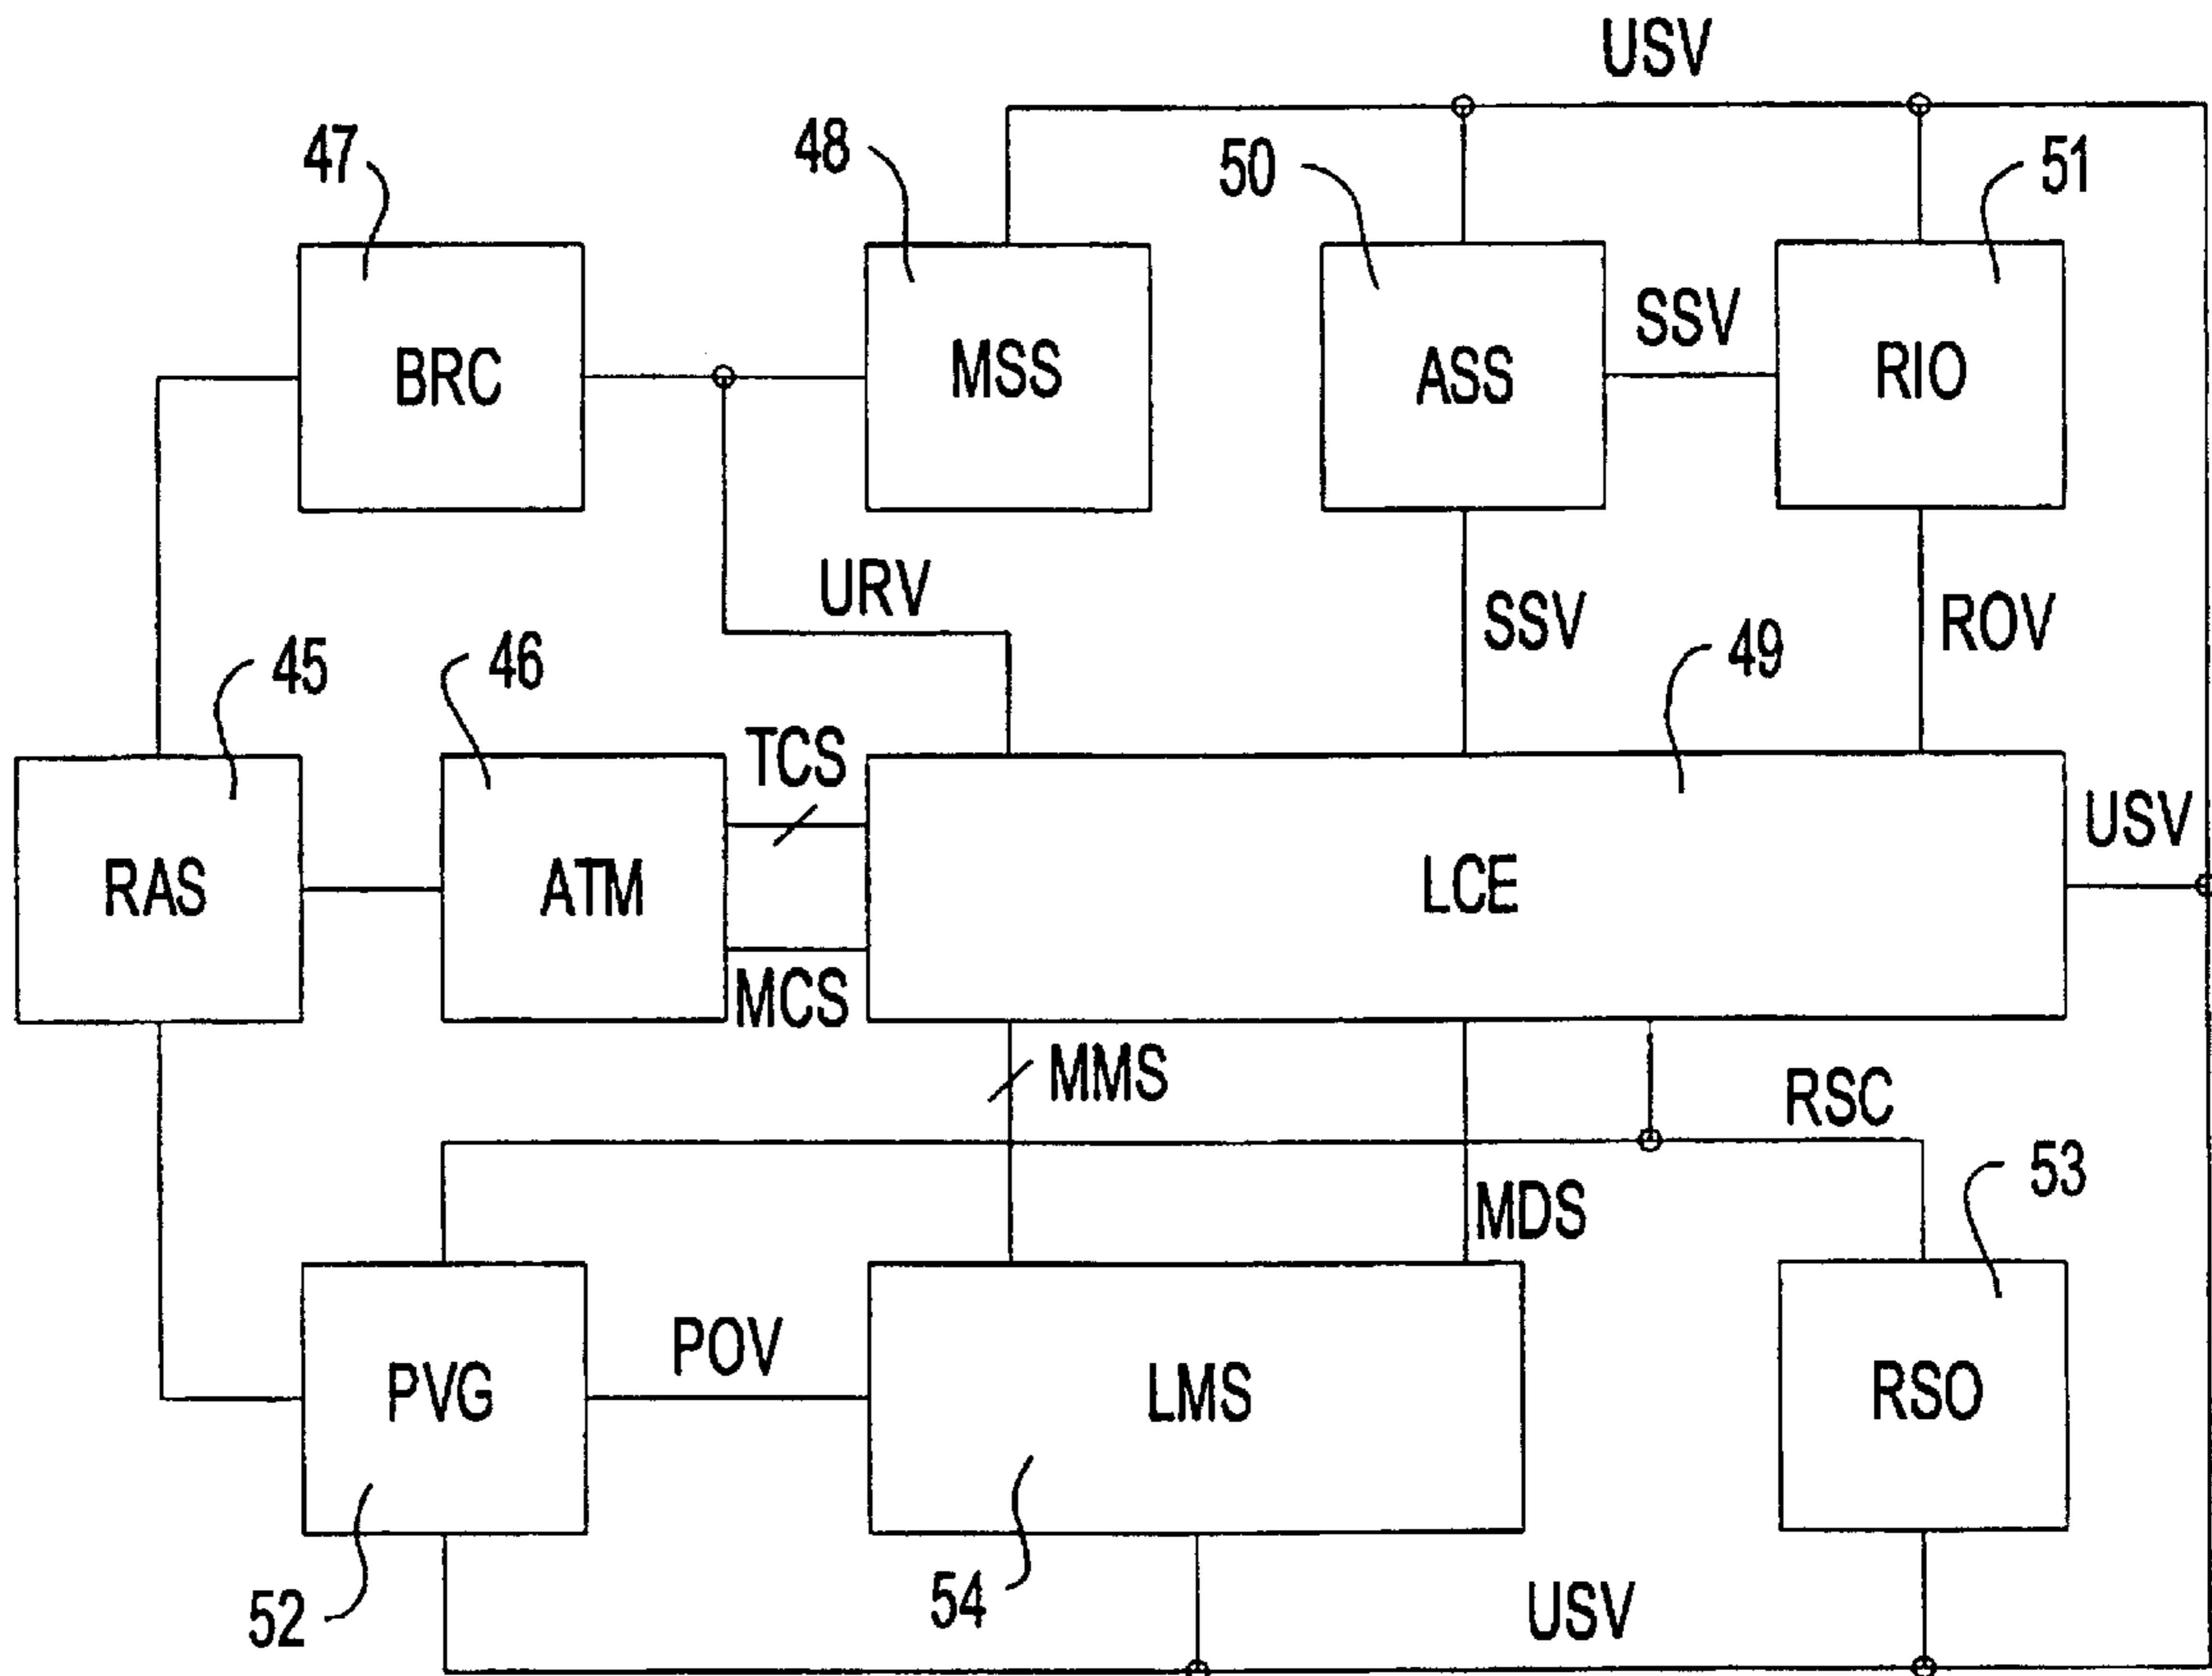 USV
47
48
50
51
BRC
MSS
ASS
SSV
RIO
URV
SSV
ROV
45
46
49
TCS
RAS
ATM
LCE
USV
MCS
MMS
RSC
MDS
53
PVG
POV
LMS
RSO
52
54
USV